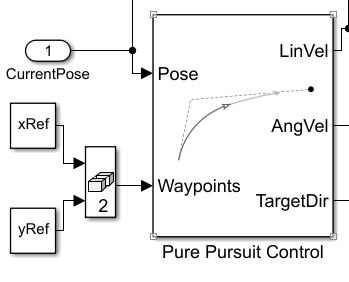 1
CurrentPose
xRef
yRef
2
Pose
Waypoints
LinVel
AngVel
TargetDir
Pure Pursuit Control